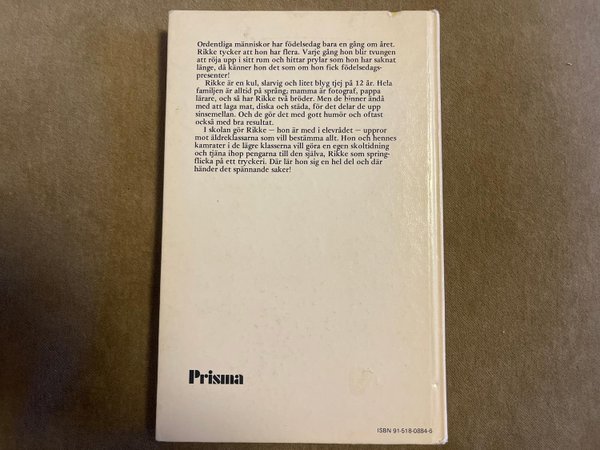 Ordentliga människor har födelsedag bara en gång om året.
Rikke tycker att hon har flera. Varje gång hon blir tvungen
att röja upp i sitt rum och hittar prylar som hon har saknat
länge, då känner hon det som om hon fick födelsedags-
presenter!
Rikke är en kul, slarvig och litet blyg tjej på 12 år. Hela
familjen är alltid på språng; mamma är fotograf, pappa
lärare, och så har Rikke två bröder. Men de hinner ändå
med att laga mat, diska och städa, för det delar de upp
sinsemellan. Och de gör det med gott humör och oftast
också med bra resultat.
I skolan gör Rikke — hon är med i elevrådet — uppror
mot äldreklassarna som vill bestämma allt. Hon och hennes
kamrater i de lägre klasserna vill göra en egen skoltidning
och tjäna ihop pengarna till den själva, Rikke som spring-
flicka på ett tryckeri. Där lär hon sig en hel del och där
händer det spännande saker!
Prisma
ISBN 91-518-0884-6